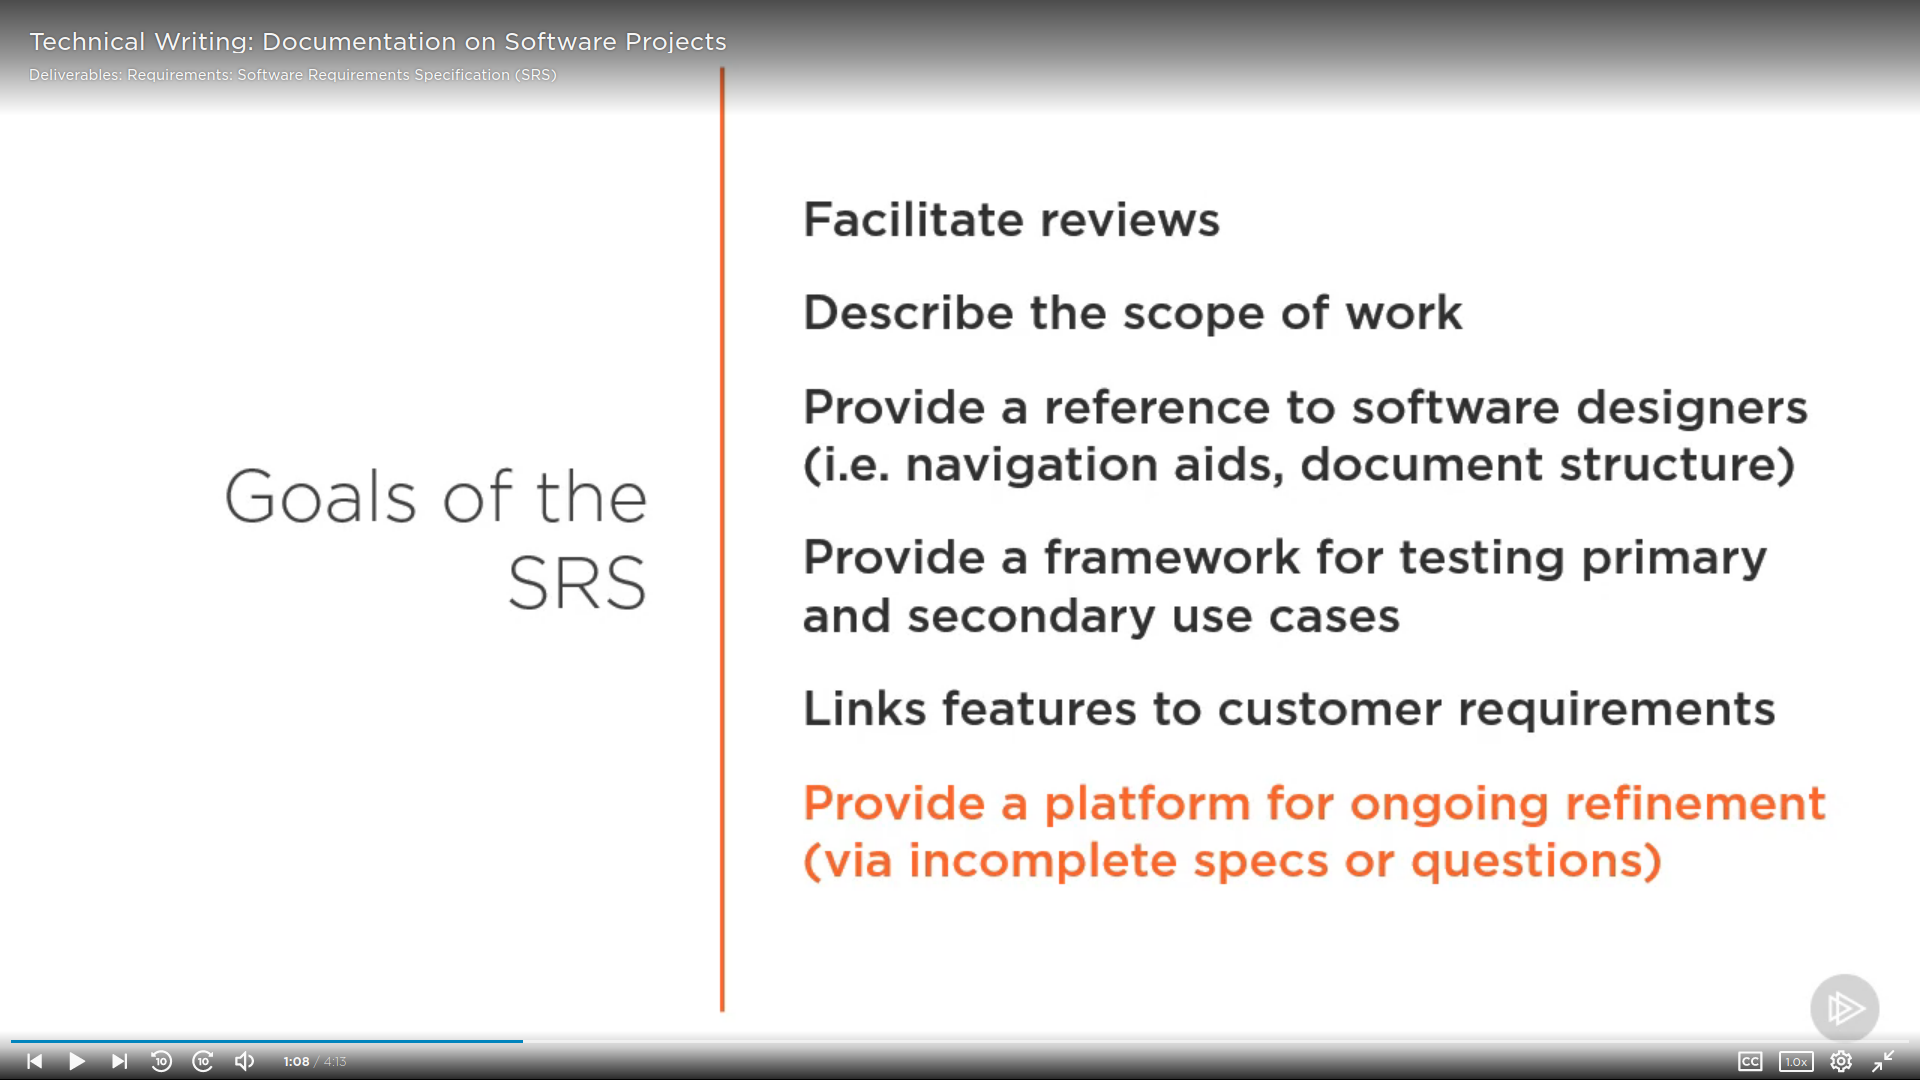 Technical Writing: Documentation on Software Projects
Deliverables: Requirements: Software Requirements Specification (SRS)
Goals of the
SRS
Facilitate reviews
Describe the scope of work
Provide a reference to software designers
(i.e. navigation aids, document structure)
Provide a framework for testing primary
and secondary use cases
Links features to customer requirements
Provide a platform for ongoing refinement
(via incomplete specs or questions)
10
10
1:08 / 4:13
CC
1.0x